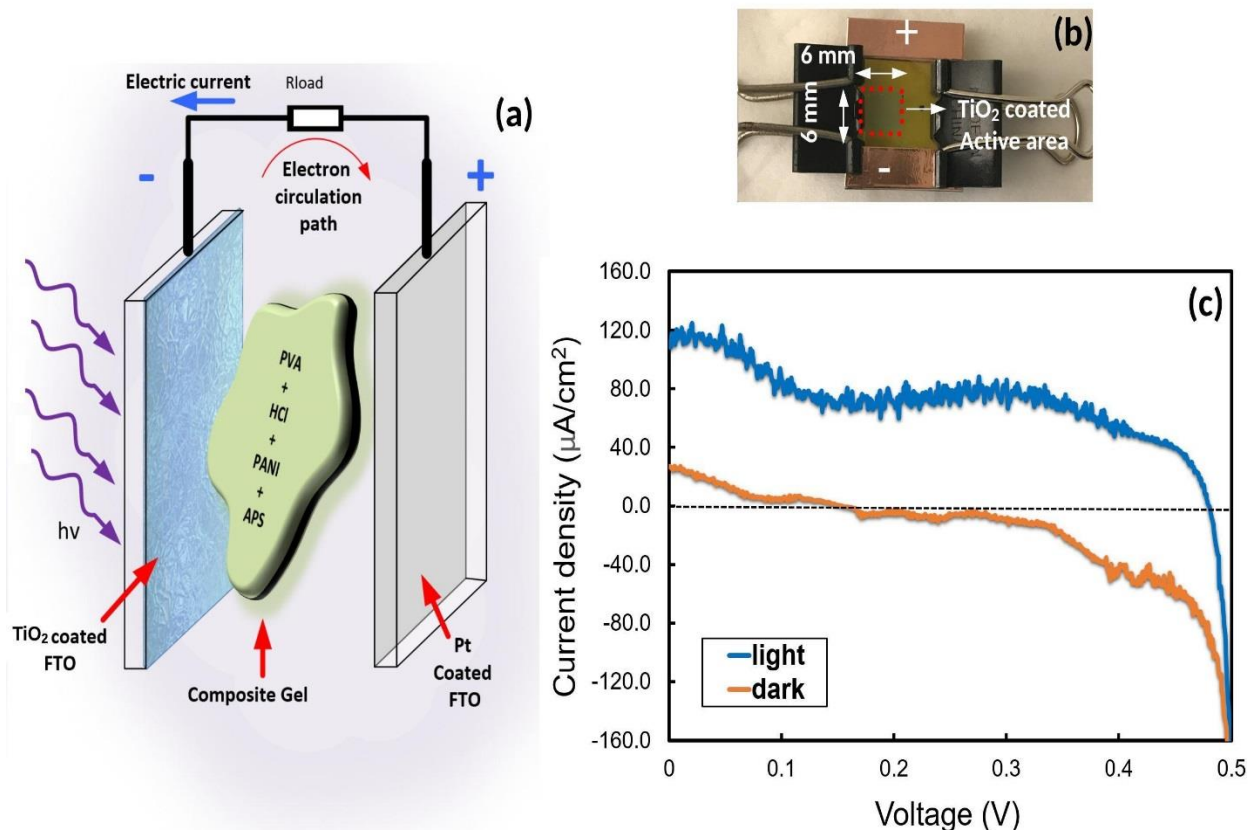 (a)
Electric current
Rload
Electron
circulation
path
-
+
PVA
+
HCl
+
PANI
+
APS
hν
TiO2 coated
FTO
Composite Gel
Pt
Coated
FTO
(b)
+
6 mm
6 mm
TiO2 coated
Active area
-
(c)
Current density (μA/cm²)
160.0
120.0
80.0
40.0
0.0
-40.0
-80.0
-120.0
-160.0
light
dark
0 0.1 0.2 0.3 0.4 0.5
Voltage (V)